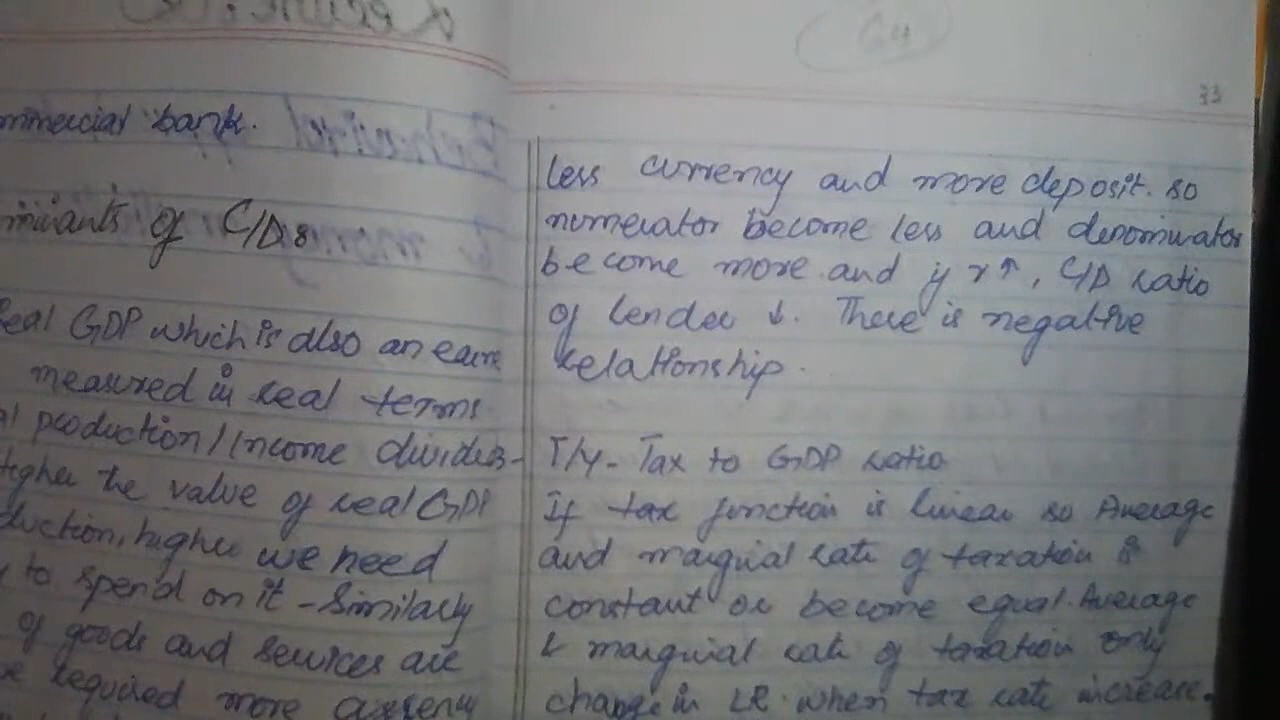 mmercial bank.
minants of C/D :
Real GDP which is also an
measured in real terms
al production/Income divides-
higher the value of real GDP
duction, higher we need
to spend on it - Similarly
of goods and services are
required more currency
33
less currency and more deposit. so
numerator become less and denominator
become more and if r↑, C/D ratio
of lender ↓. There is negative
relationship.
T/Y - Tax to GDP ratio
If tax function is linear so Average
and marginal rate of taxation is
constant or become equal. Average
& marginal rate of taxation only
change in LR. when tax rate increase.